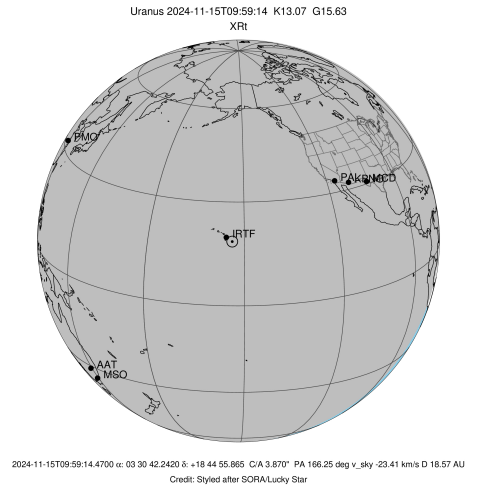 Uranus 2024-11-15T09:59:14 K13.07 G15.63
XRt
PMO
PAL
MCD
IRTF
AAT
MSO
2024-11-15T09:59:14.4700 α: 03 30 42.2420 δ: +18 44 55.865 C/A 3.870" PA 166.25 deg v_sky -23.41 km/s D 18.57 AU
Credit: Styled after SORA/Lucky Star